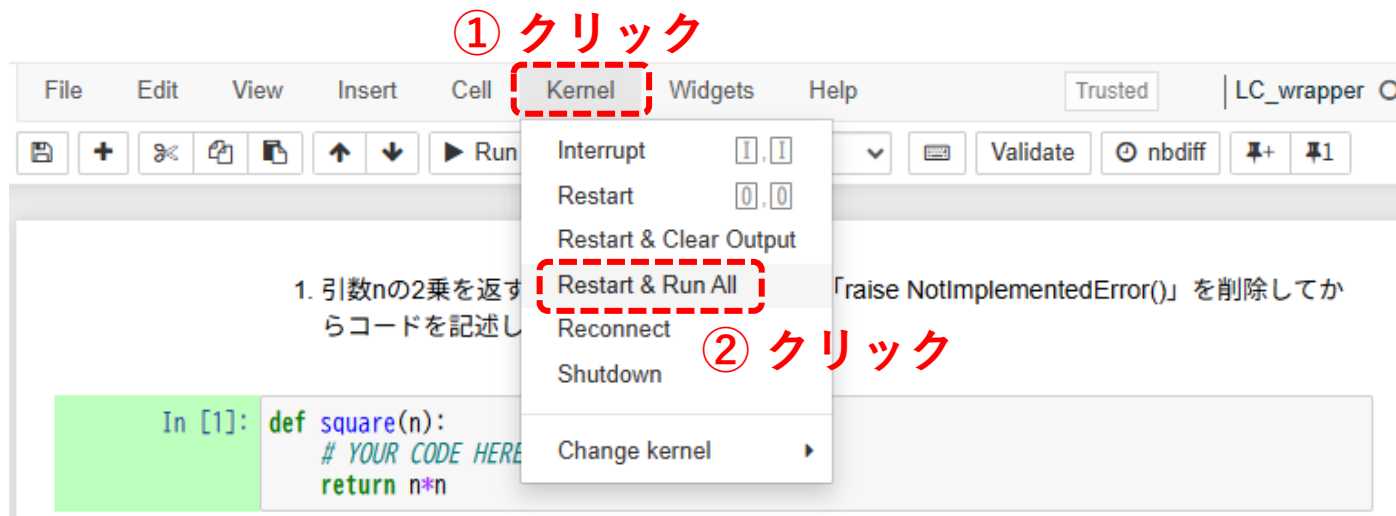 ① クリック
File Edit View Insert Cell Kernel Widgets Help Trusted LC_wrapper
Run Validate nbdiff + 1
Interrupt I,I
Restart 0,0
Restart & Clear Output
Restart & Run All
Reconnect
② クリック
Shutdown
Change kernel
1. 引数nの2乗を返す 「raise NotImplementedError()」を削除してか
らコードを記述し
In [1]: def square(n):
# YOUR CODE HERE
return n*n